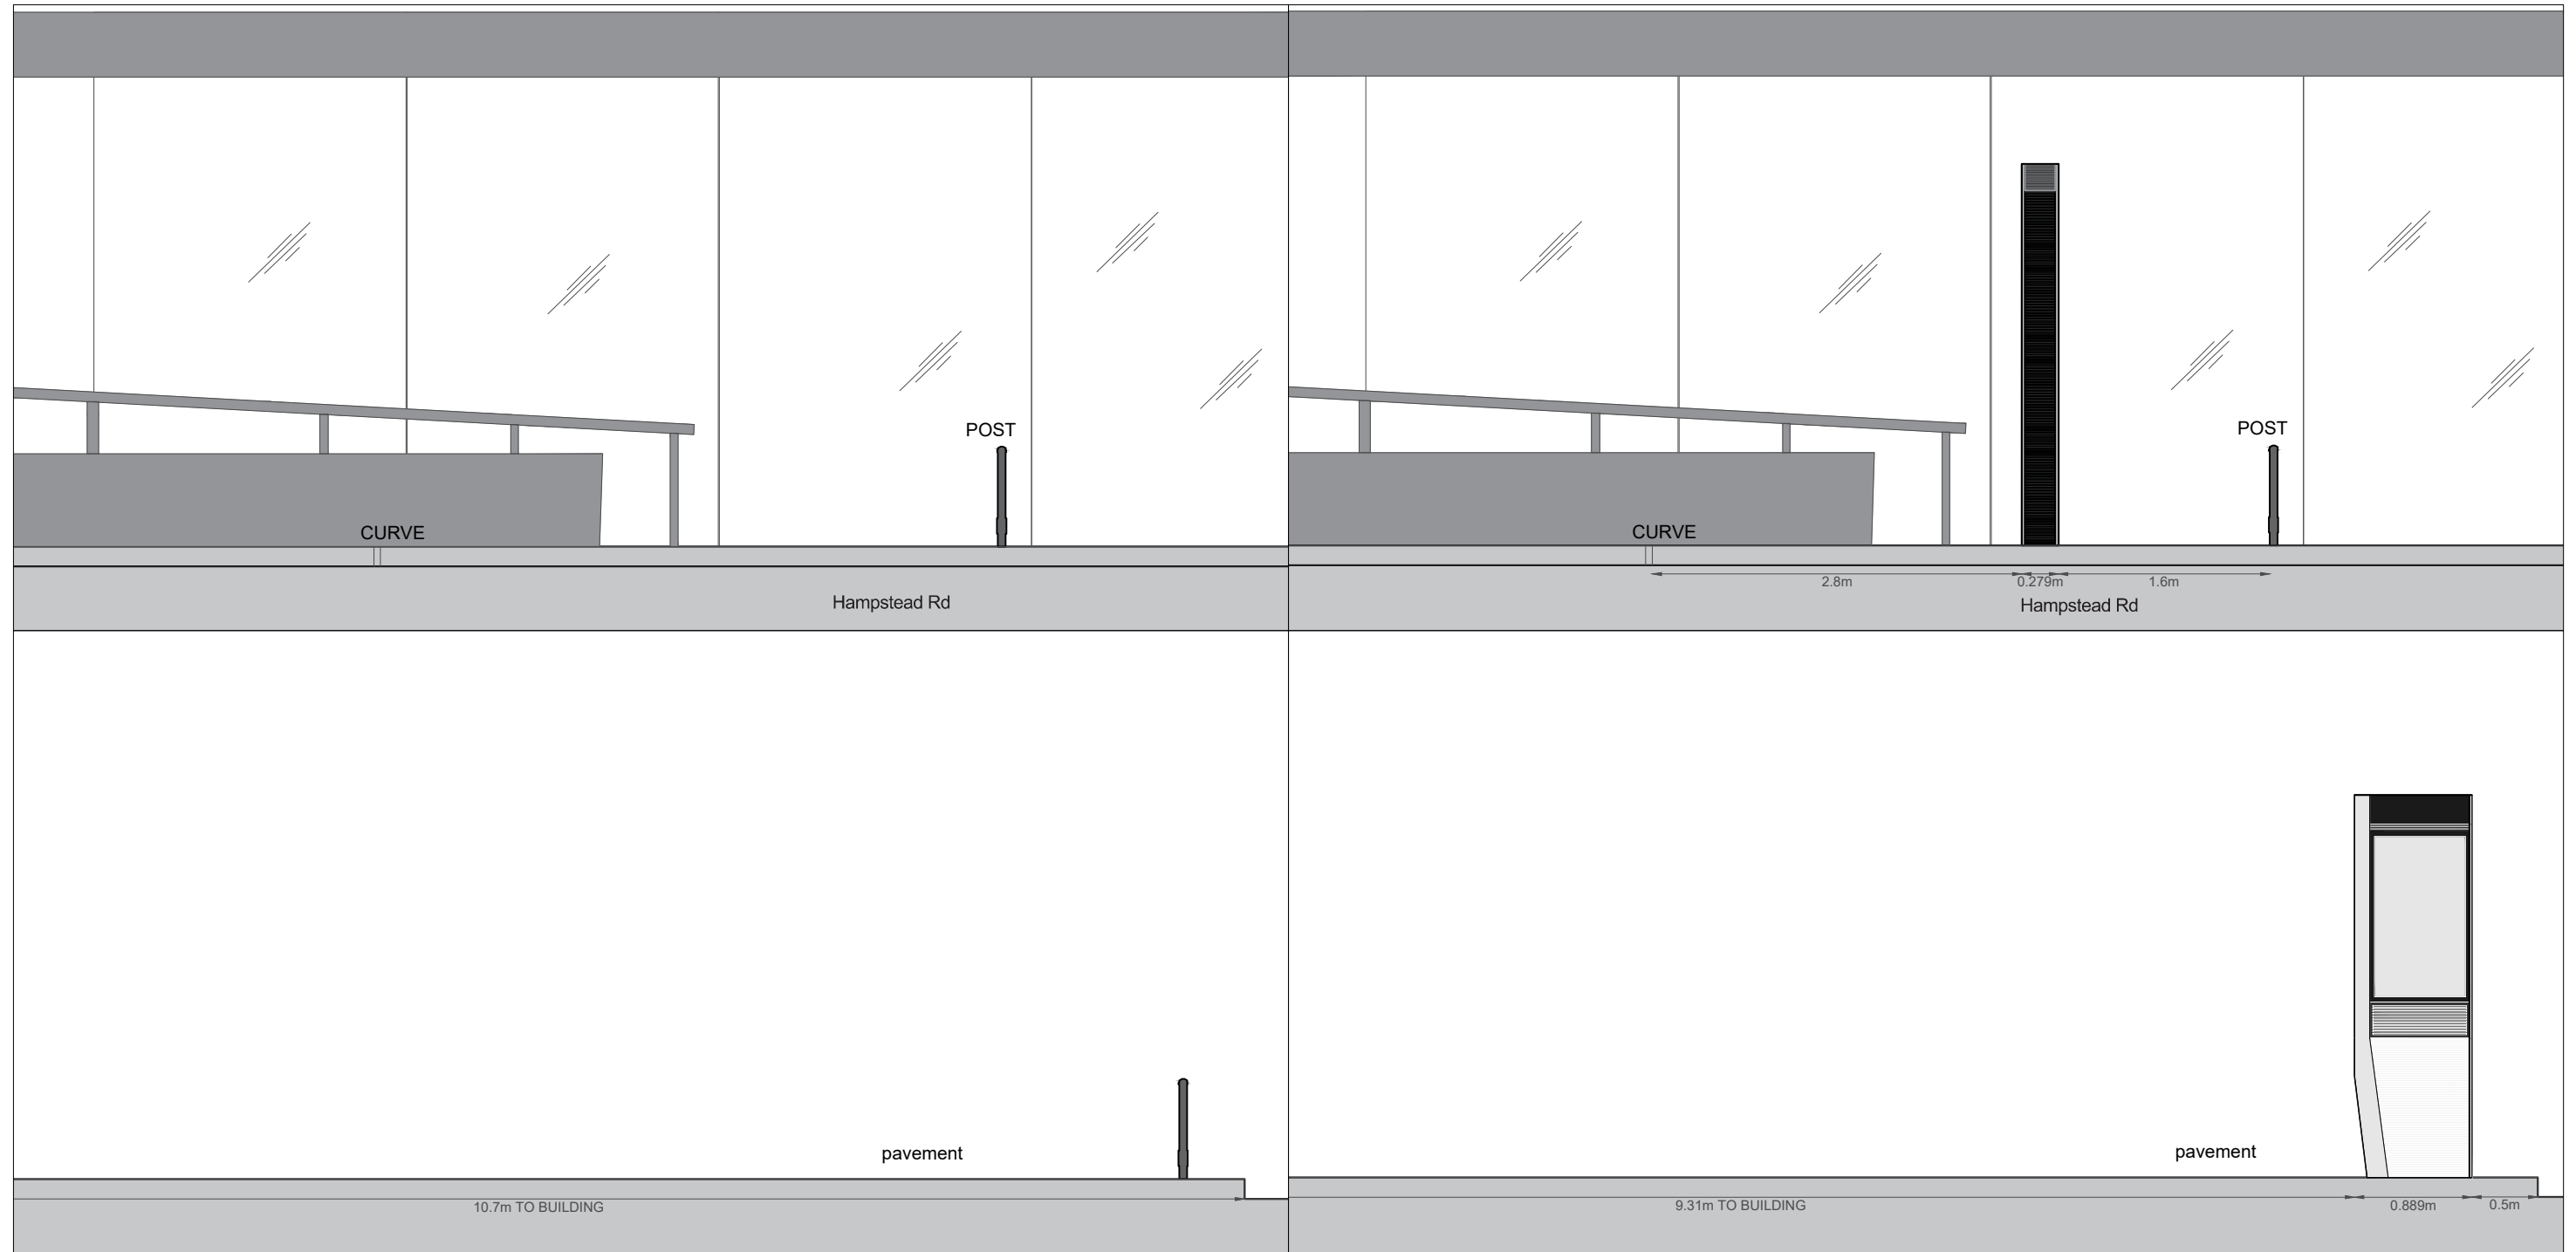 POST
CURVE
Hampstead Rd
POST
CURVE
2.8m 0.279m 1.6m
Hampstead Rd
pavement
10.7m TO BUILDING
pavement
9.31m TO BUILDING 0.889m 0.5m